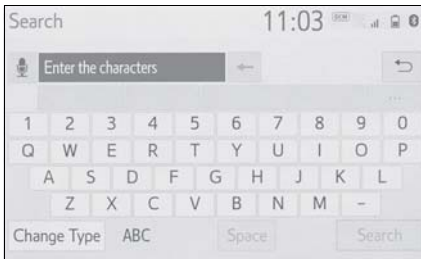 Search 11:03 DCM
Enter the characters
1 2 3 4 5 6 7 8 9 0
Q W E R T Y U I O P
A S D F G H J K L
Z X C V B N M -
Change Type ABC Space Search